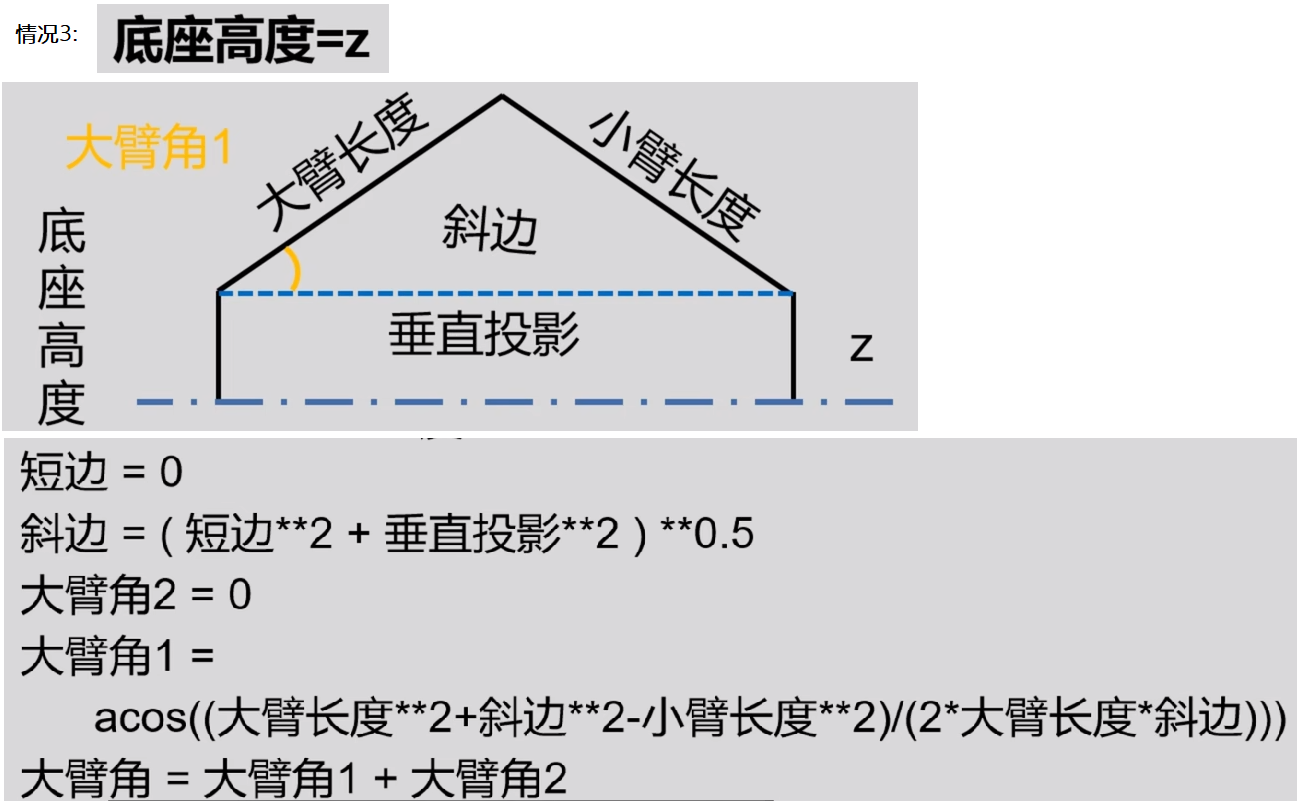 情况3:
底座高度=z
大臂角1
大臂长度
小臂长度
斜边
底座高度
垂直投影
z
短边 = 0
斜边 = ( 短边**2 + 垂直投影**2 ) **0.5
大臂角2 = 0
大臂角1 =
acos((大臂长度**2+斜边**2-小臂长度**2)/(2*大臂长度*斜边)))
大臂角 = 大臂角1 + 大臂角2